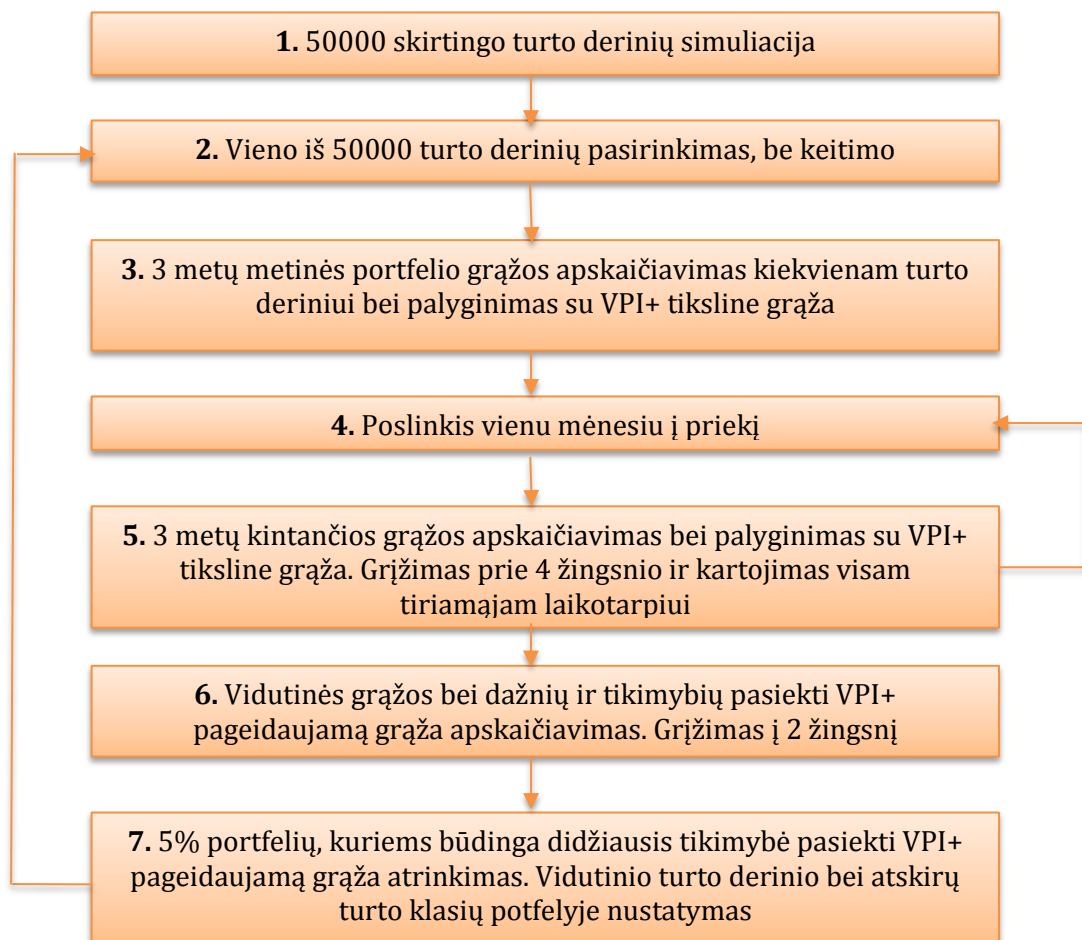 1. 50000 skirtingo turto derinių simuliacija
2. Vieno iš 50000 turto derinių pasirinkimas, be keitimo
3. 3 metų metinės portfelio grąžos apskaičiavimas kiekvienam turto
deriniui bei palyginimas su VPI+ tiksline grąža
4. Poslinkis vienu mėnesiu į priekį
5. 3 metų kintančios grąžos apskaičiavimas bei palyginimas su VPI+
tiksline grąža. Grįžimas prie 4 žingsnio ir kartojimas visam
tiriamąjam laikotarpiui
6. Vidutinės grąžos bei dažnių ir tikimybių pasiekti VPI+
pageidaujamą grąža apskaičiavimas. Grįžimas į 2 žingsnį
7. 5% portfelių, kuriems būdinga didžiausis tikimybė pasiekti VPI+
pageidaujamą grąža atrinkimas. Vidutinio turto derinio bei atskirų
turto klasių potfelyje nustatymas